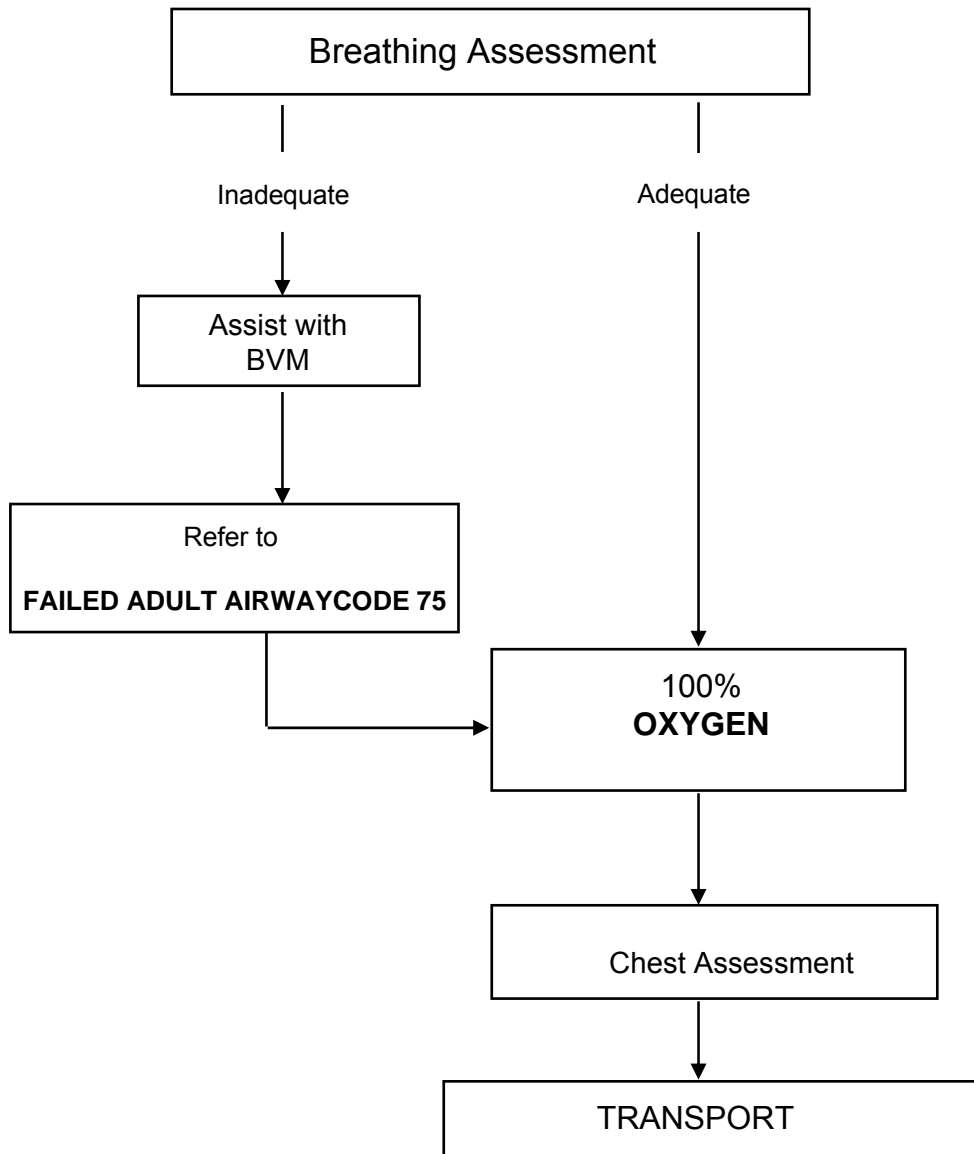 Breathing Assessment
Inadequate
Adequate
Assist with
BVM
Refer to
FAILED ADULT AIRWAYCODE 75
100%
OXYGEN
Chest Assessment
TRANSPORT